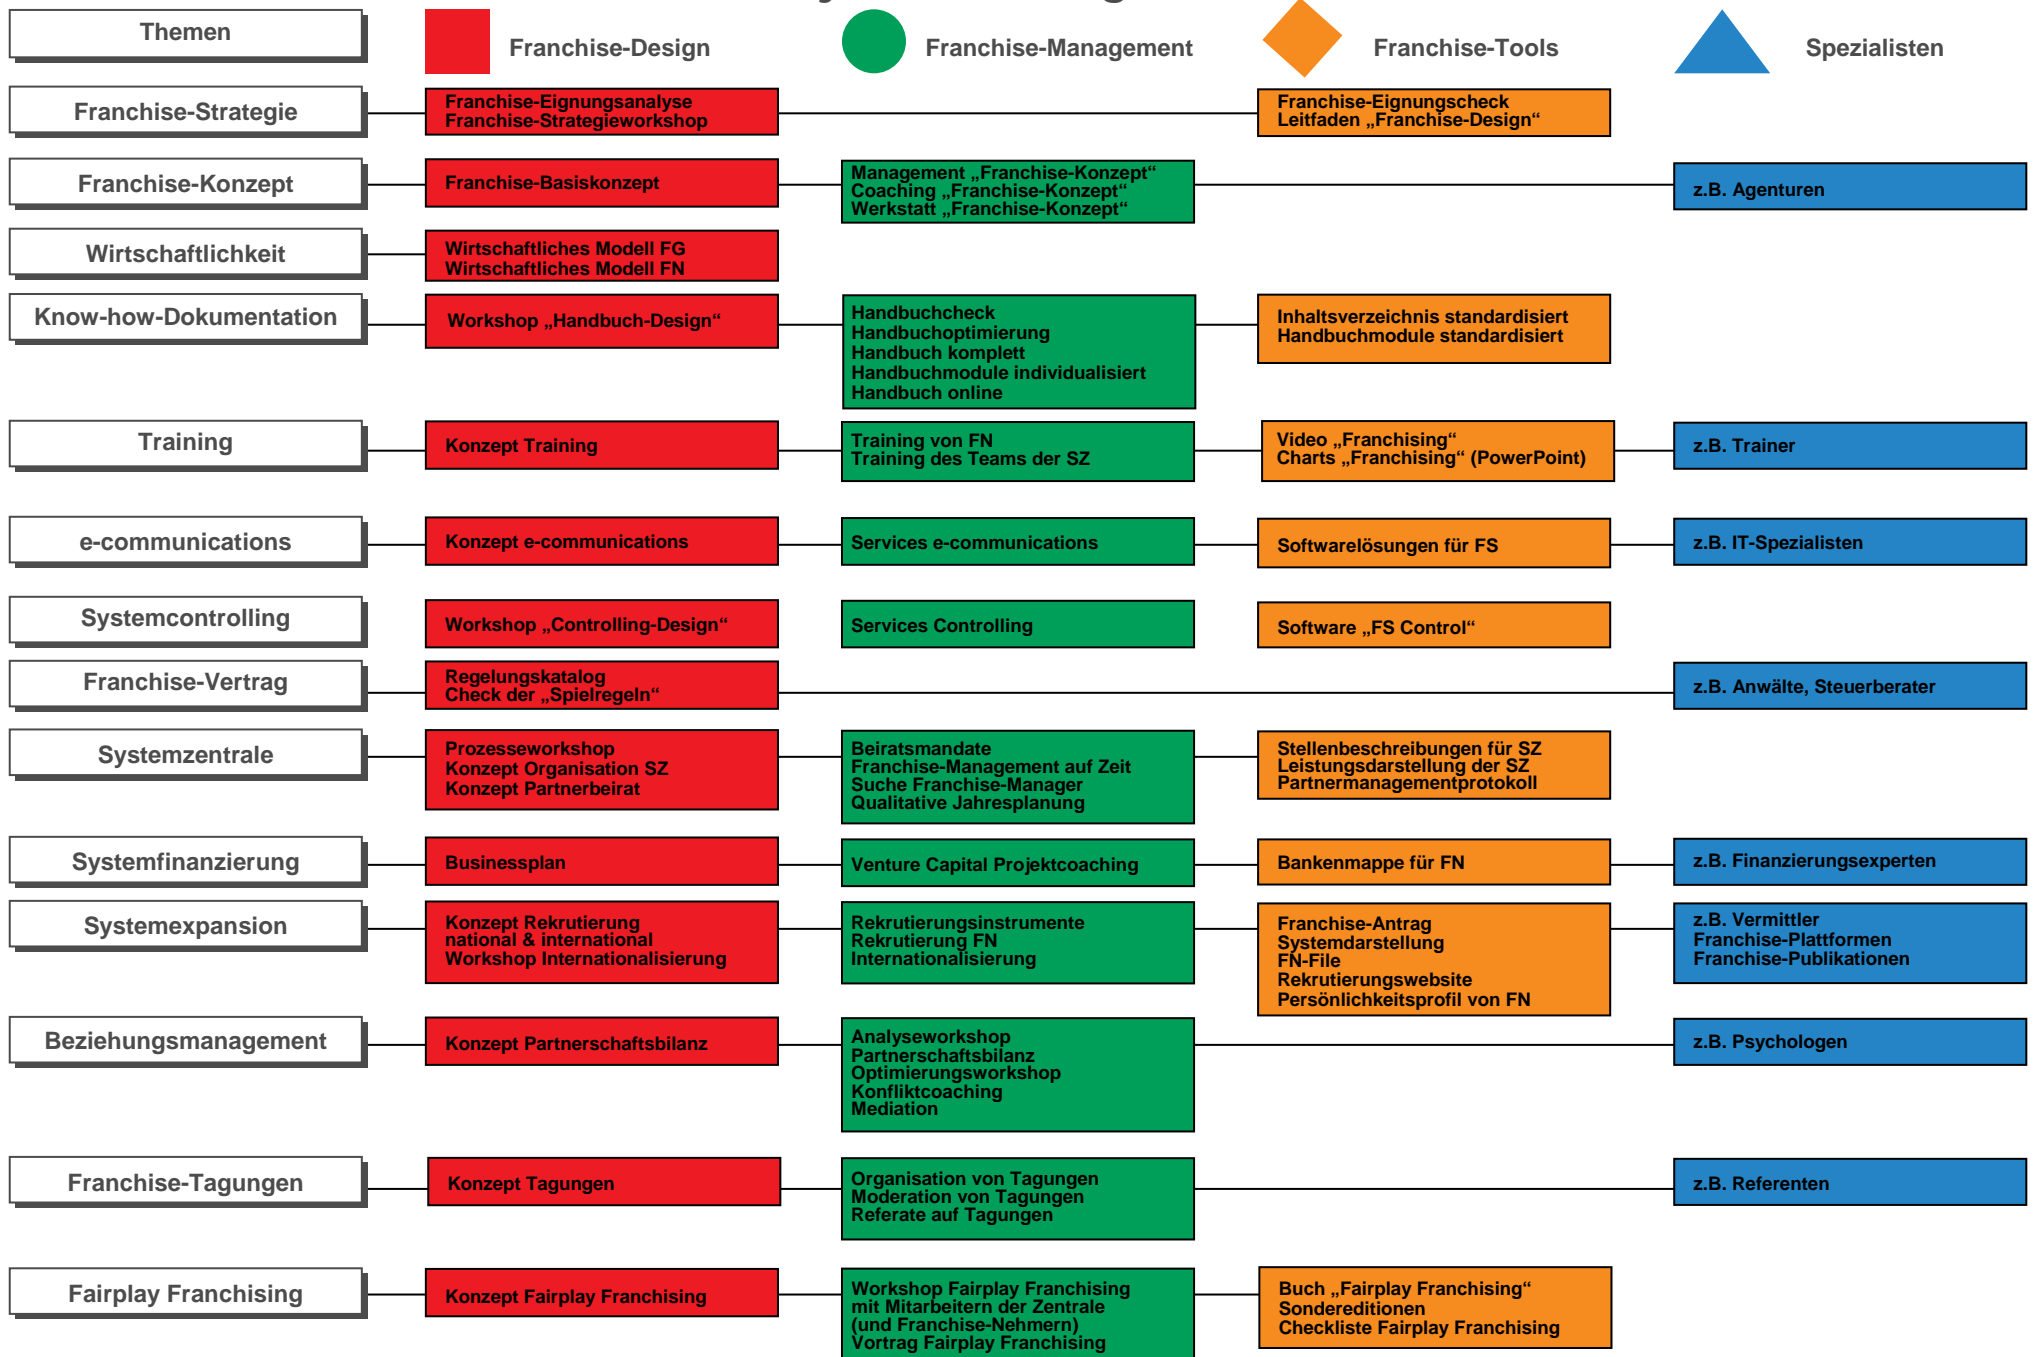 Themen
Franchise-Design
Franchise-Management
Franchise-Tools
Spezialisten
Franchise-Strategie
Franchise-Eignungsanalyse
Franchise-Strategieworkshop
Franchise-Eignungscheck
Leitfaden „Franchise-Design“
Franchise-Konzept
Franchise-Basiskonzept
Management „Franchise-Konzept“
Coaching „Franchise-Konzept“
Werkstatt „Franchise-Konzept“
z.B. Agenturen
Wirtschaftlichkeit
Wirtschaftliches Modell FG
Wirtschaftliches Modell FN
Know-how-Dokumentation
Workshop „Handbuch-Design“
Handbuchcheck
Handbuchoptimierung
Handbuch komplett
Handbuchmodule individualisiert
Handbuch online
Inhaltsverzeichnis standardisiert
Handbuchmodule standardisiert
Training
Konzept Training
Training von FN
Training des Teams der SZ
Video „Franchising“
Charts „Franchising“ (PowerPoint)
z.B. Trainer
e-communications
Konzept e-communications
Services e-communications
Softwarelösungen für FS
z.B. IT-Spezialisten
Systemcontrolling
Workshop „Controlling-Design“
Services Controlling
Software „FS Control“
Franchise-Vertrag
Regelungskatalog
Check der „Spielregeln“
z.B. Anwälte, Steuerberater
Systemzentrale
Prozesseworkshop
Konzept Organisation SZ
Konzept Partnerbeirat
Beiratsmandate
Franchise-Management auf Zeit
Suche Franchise-Manager
Qualitative Jahresplanung
Stellenbeschreibungen für SZ
Leistungsdarstellung der SZ
Partnermanagementprotokoll
Systemfinanzierung
Businessplan
Venture Capital Projektcoaching
Bankenmappe für FN
z.B. Finanzierungsexperten
Systemexpansion
Konzept Rekrutierung
national & international
Workshop Internationalisierung
Rekrutierungsinstrumente
Rekrutierung FN
Internationalisierung
Franchise-Antrag
Systemdarstellung
FN-File
Rekrutierungswebsite
Persönlichkeitsprofil von FN
z.B. Vermittler
Franchise-Plattformen
Franchise-Publikationen
Beziehungsmanagement
Konzept Partnerschaftsbilanz
Analyseworkshop
Partnerschaftsbilanz
Optimierungsworkshop
Konfliktcoaching
Mediation
z.B. Psychologen
Franchise-Tagungen
Konzept Tagungen
Organisation von Tagungen
Moderation von Tagungen
Referate auf Tagungen
z.B. Referenten
Fairplay Franchising
Konzept Fairplay Franchising
Workshop Fairplay Franchising
mit Mitarbeitern der Zentrale
(und Franchise-Nehmern)
Vortrag Fairplay Franchising
Buch „Fairplay Franchising“
Sondereditionen
Checkliste Fairplay Franchising